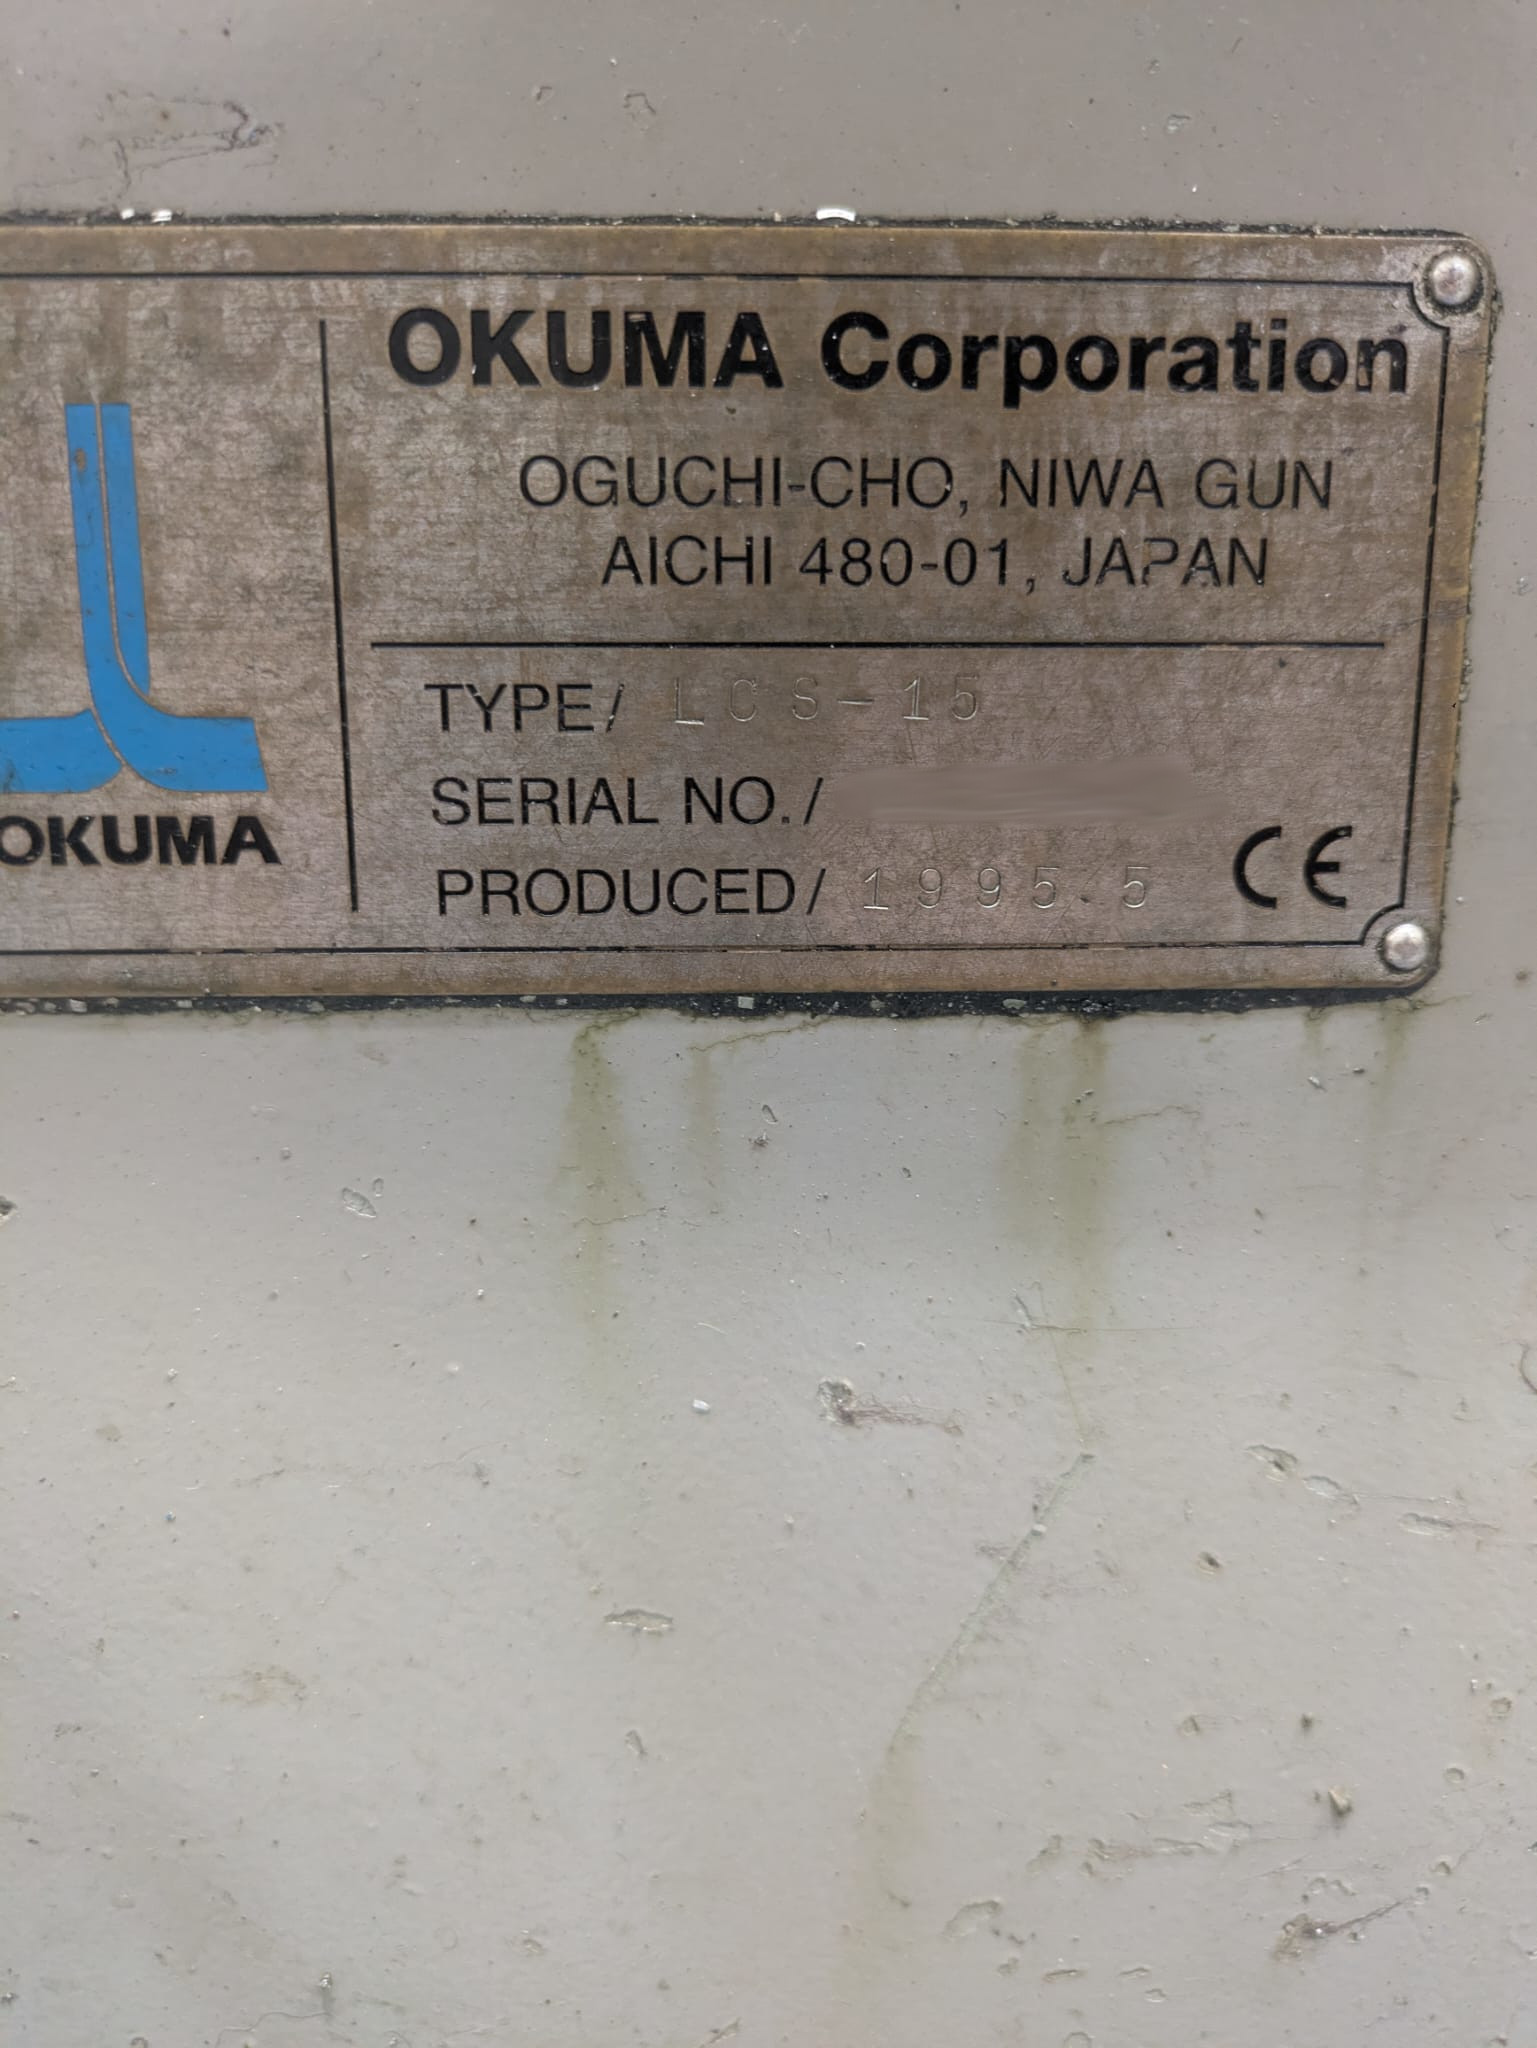 OKUMA
OKUMA Corporation
OGUCHI-CHO, NIWA GUN
AICHI 480-01, JAPAN
TYPE/ LCS-15
SERIAL NO./
PRODUCED/ 1995.5
CE